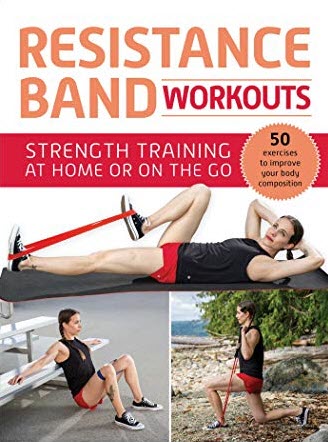 RESISTANCE
BAND WORKOUTS
STRENGTH TRAINING
AT HOME OR ON THE GO
50
exercises
to improve
your body
composition